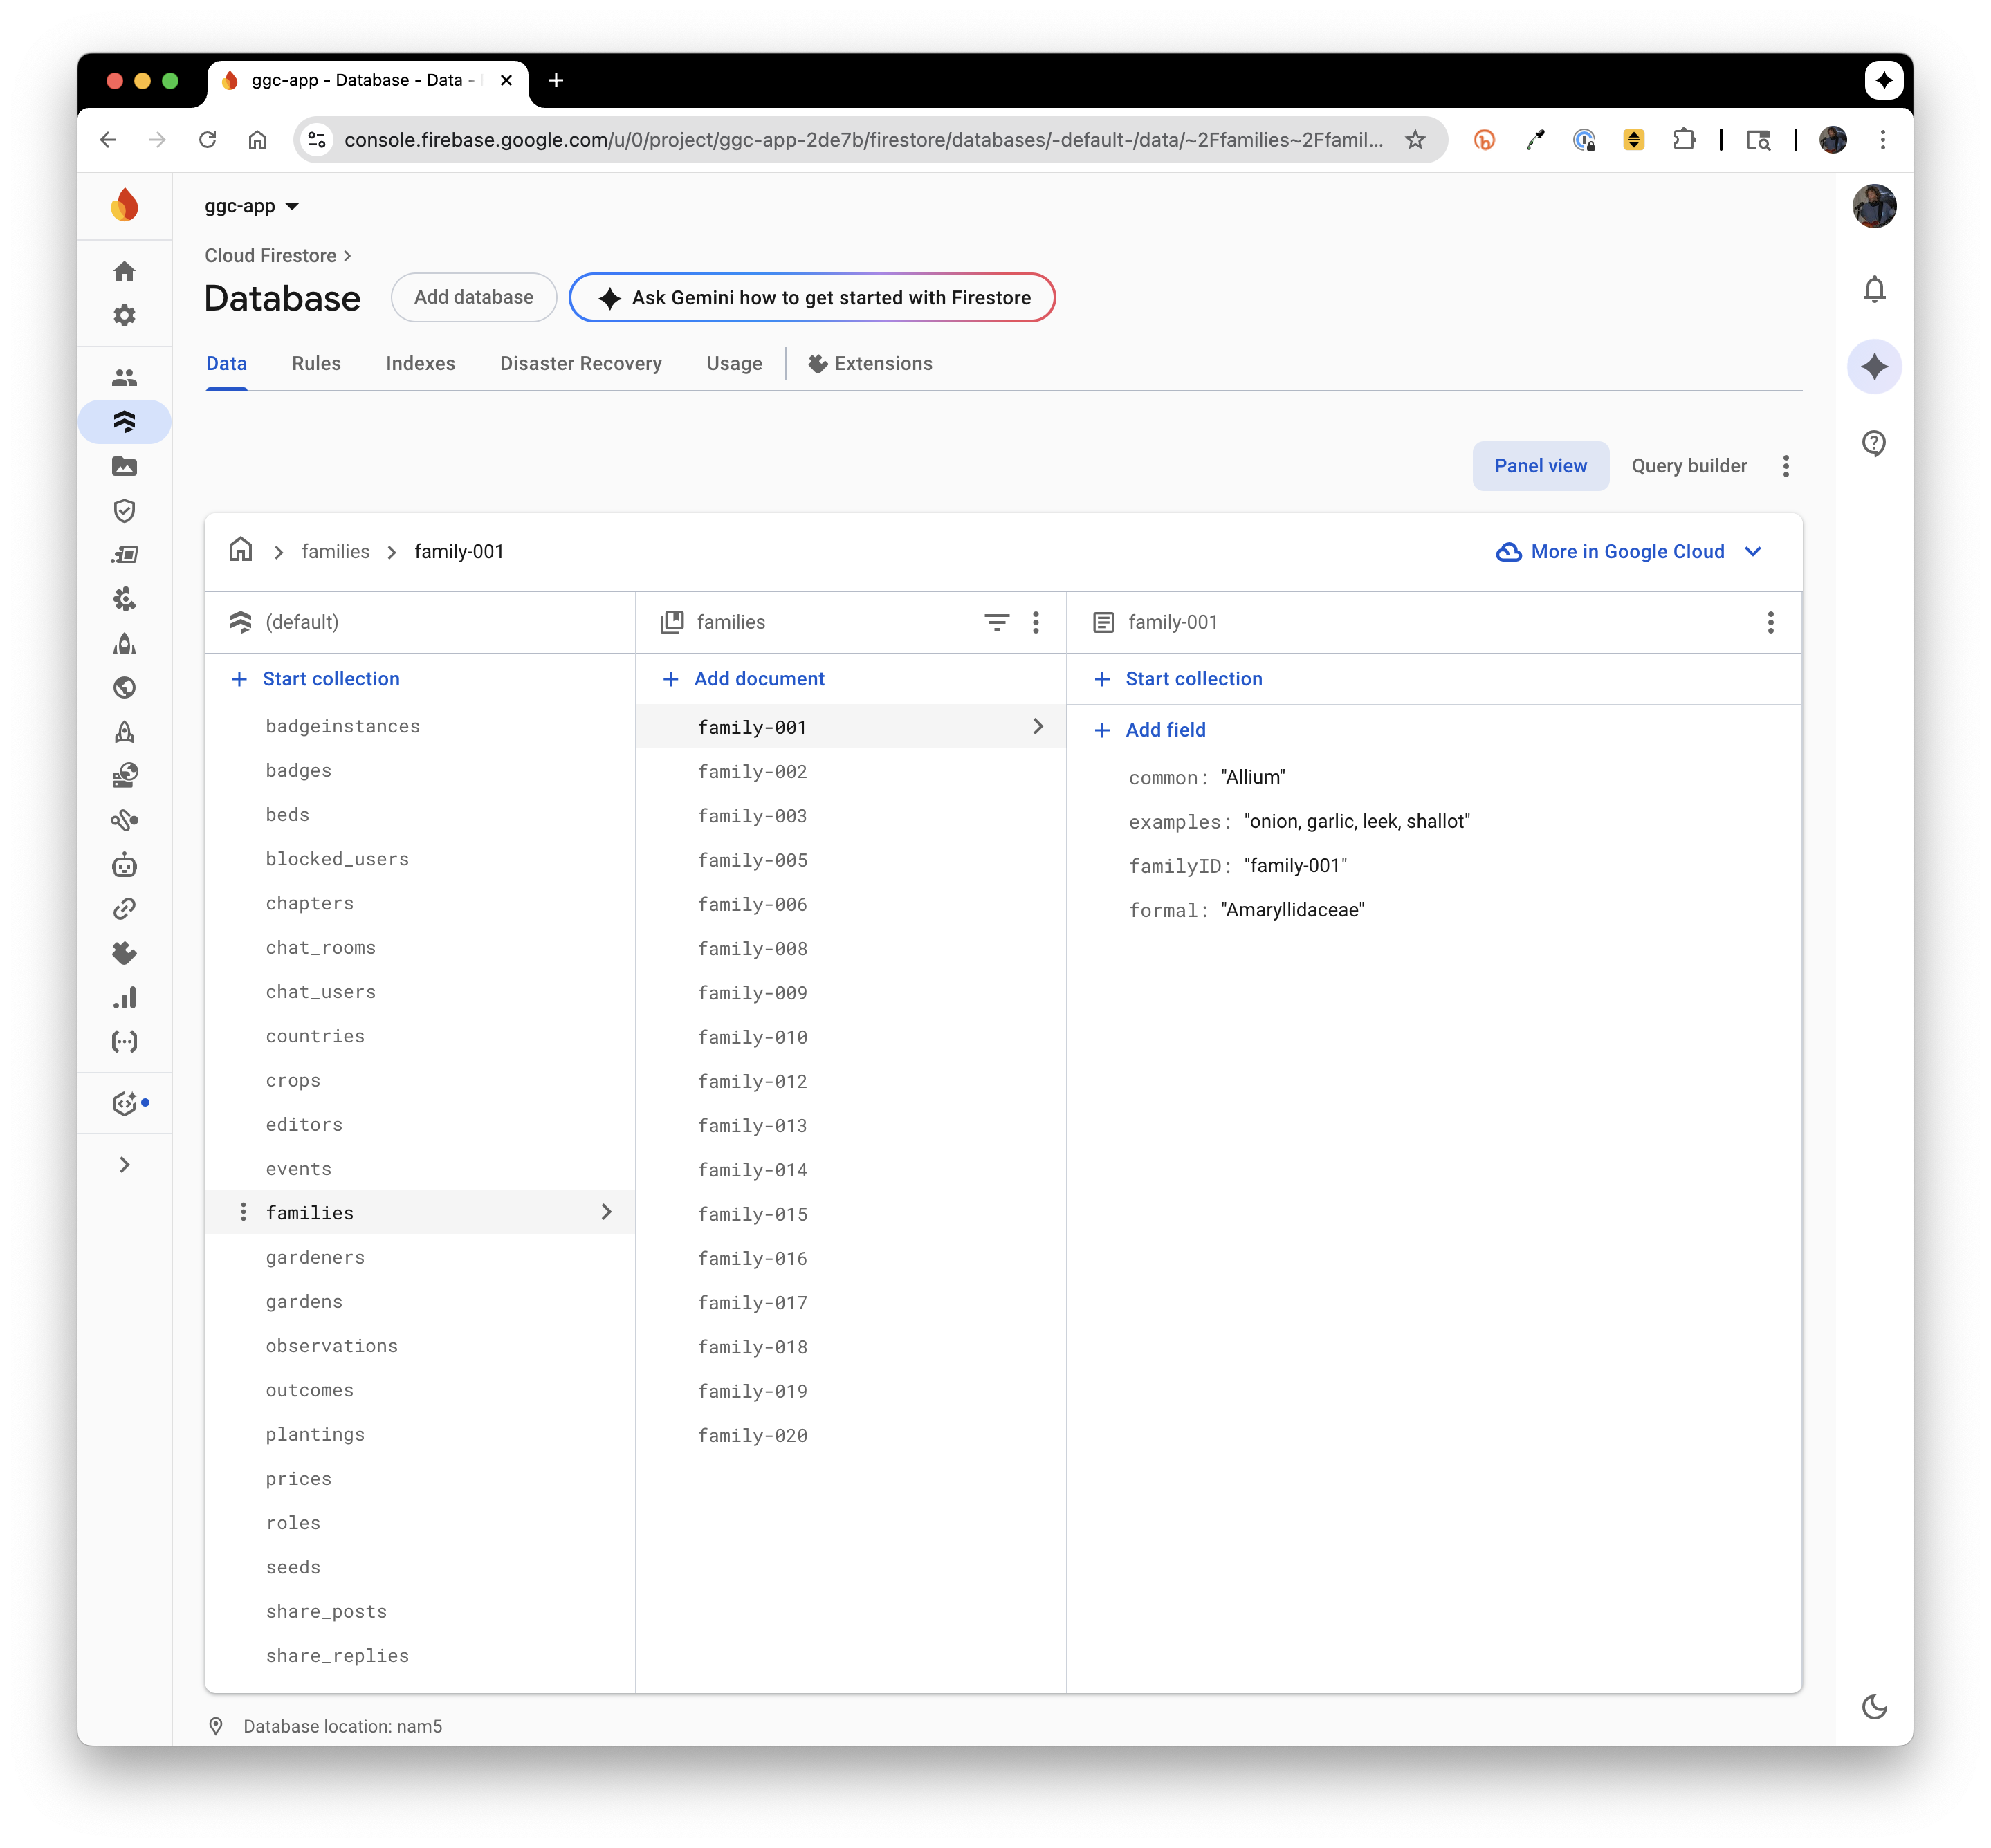 ggc-app - Database - Data -
console.firebase.google.com/u/0/project/ggc-app-2de7b/firestore/databases/-default-/data/~2Ffamilies~2Ffamil...
ggc-app
Cloud Firestore
Database
Add database
Ask Gemini how to get started with Firestore
Data
Rules
Indexes
Disaster Recovery
Usage
Extensions
Panel view
Query builder
families
family-001
More in Google Cloud
(default)
Start collection
badgeinstances
badges
beds
blocked_users
chapters
chat_rooms
chat_users
countries
crops
editors
events
families
gardeners
gardens
observations
outcomes
plantings
prices
roles
seeds
share_posts
share_replies
families
Add document
family-001
family-002
family-003
family-005
family-006
family-008
family-009
family-010
family-012
family-013
family-014
family-015
family-016
family-017
family-018
family-019
family-020
family-001
Start collection
Add field
common: "Allium"
examples: "onion, garlic, leek, shallot"
familyID: "family-001"
formal: "Amaryllidaceae"
Database location: nam5